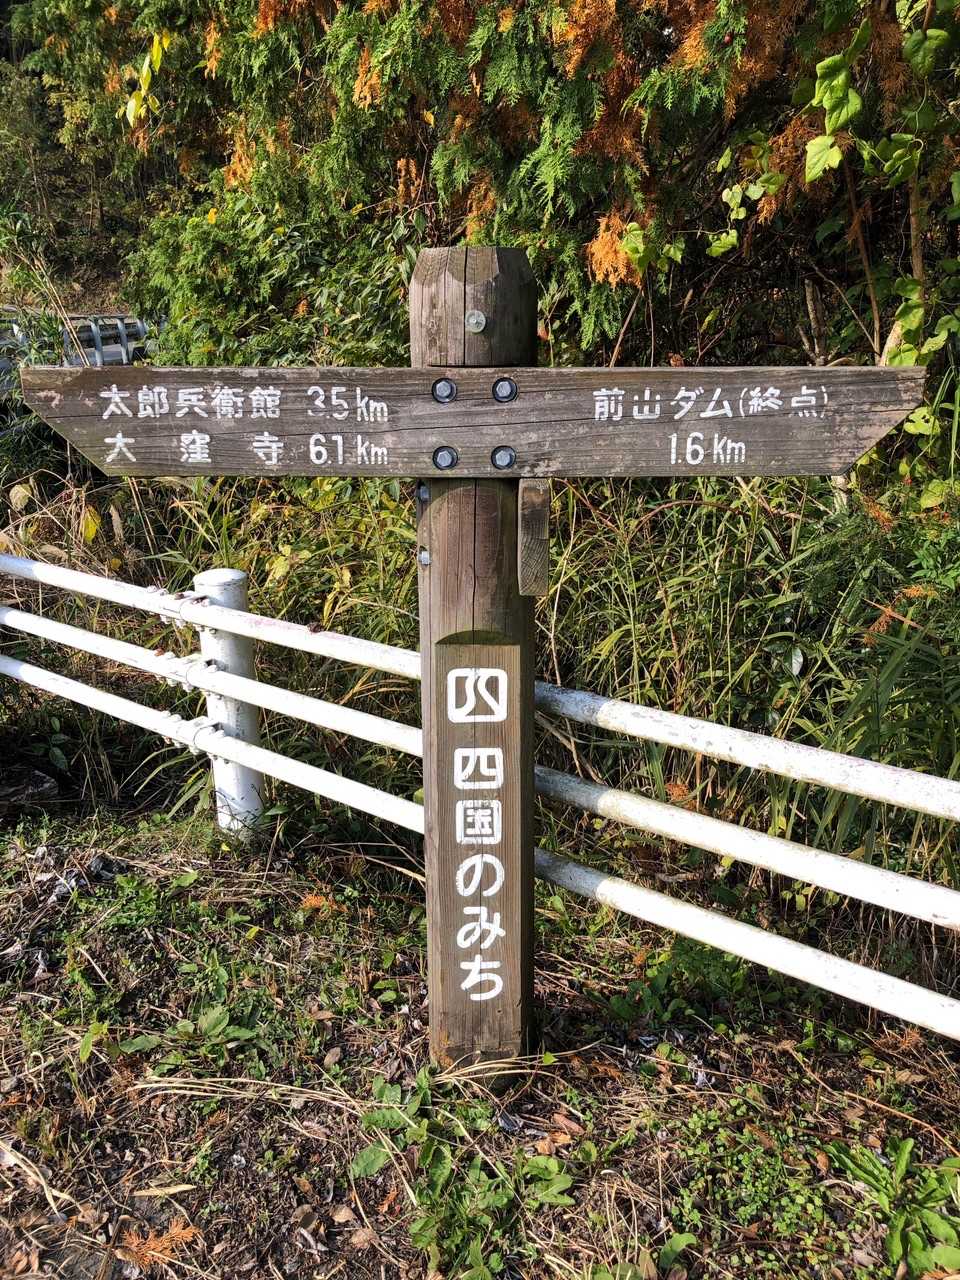 太郎兵衛館 3.5km
大窪寺 6.1km
前山ダム(終点)
1.6Km
四国のみち